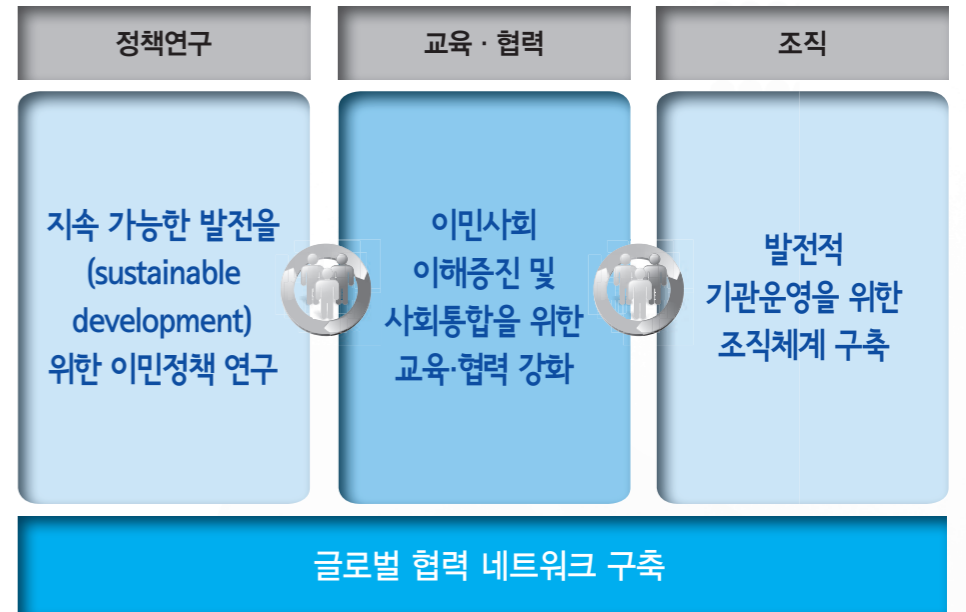 정책연구
교육 · 협력
조직
지속 가능한 발전을
(sustainable
development)
위한 이민정책 연구
이민사회
이해증진 및
사회통합을 위한
교육·협력 강화
발전적
기관운영을 위한
조직체계 구축
글로벌 협력 네트워크 구축